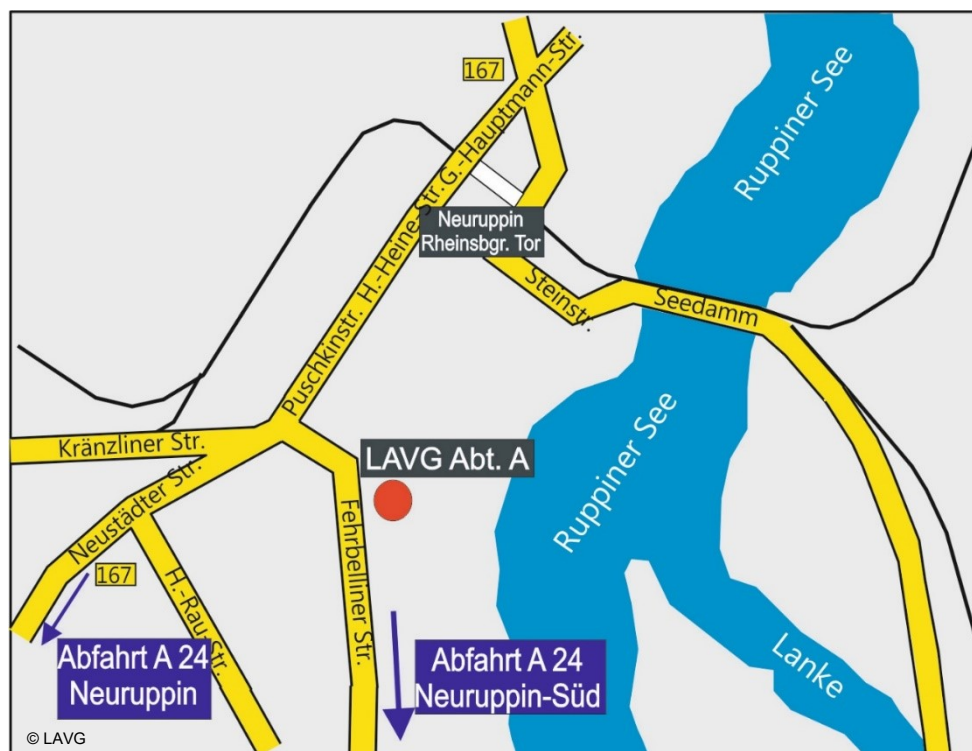 167
G.-Hauptmann-Str.
Ruppiner See
H.-Heine-Str.
Neuruppin
Rheinsbgr. Tor
Steinstr.
Seedamm
Puschkinstr.
Kränzliner Str.
LAVG Abt. A
Ruppiner See
Neustädter Str.
Fehrbelliner Str.
167
H.-Rau-Str.
Abfahrt A 24
Neuruppin
Abfahrt A 24
Neuruppin-Süd
Lanke
© LAVG